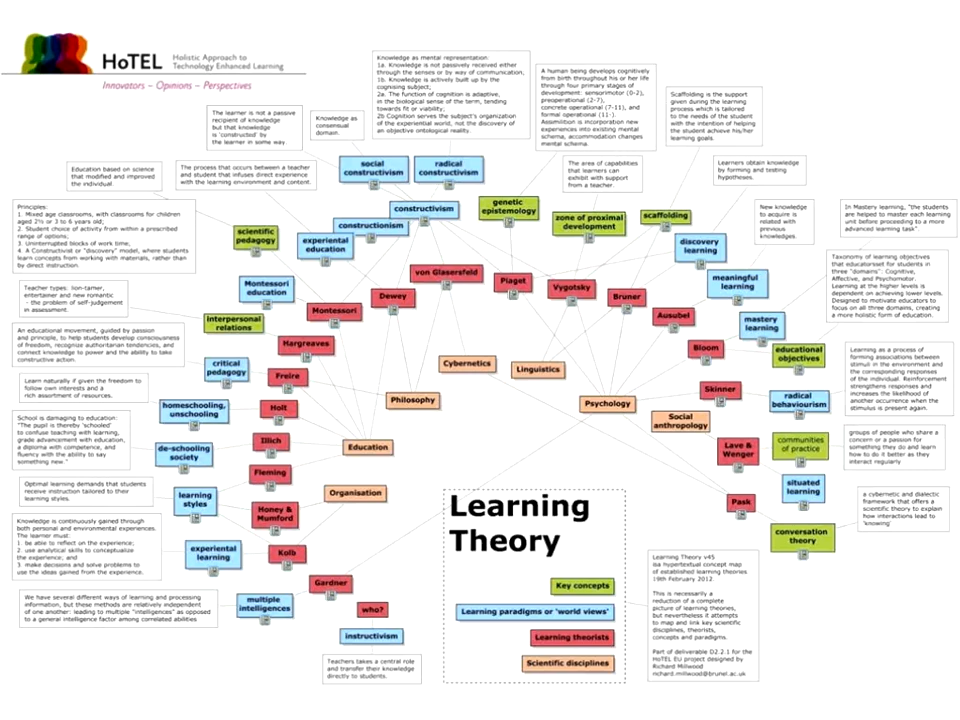 HoTEL
Holistic Approach to
Technology Enhanced Learning
Innovators – Opinions – Perspectives
Knowledge as mental representation:
1a. Knowledge is not passively received either
through the senses or by way of communication,
1b. Knowledge is actively built up by the
cognising subject;
2a. The function of cognition is adaptive,
in the biological sense of the term, tending
towards fit or viability;
2b Cognition serves the subject's organization
of the experiential world, not the discovery of
an objective ontological reality.
A human being develops cognitively
from birth throughout his or her life
through four primary stages of
development: sensorimotor (0-2),
preoperational (2-7),
concrete operational (7-11), and
formal operational (11-).
Assimilation is incorporation new
experiences into existing mental
schema, accommodation changes
mental schema.
Scaffolding is the support
given during the learning
process which is tailored
to the needs of the student
with the intention of helping
the student achieve his/her
learning goals.
The learner is not a passive
recipient of knowledge
but that knowledge
is 'constructed' by
the learner in some way.
Knowledge as
consensual
domain.
Education based on science
that modified and improved
the individual.
The process that occurs between a teacher
and student that infuses direct experience
with the learning environment and content.
social
constructivism
radical
constructivism
The area of capabilities
that learners can
exhibit with support
from a teacher.
Learners obtain knowledge
by forming and testing
hypotheses.
Principles:
1. Mixed age classrooms, with classrooms for children
aged 2½ or 3 to 6 years old;
2. Student choice of activity from within a prescribed
range of options;
3. Uninterrupted blocks of work time,
4. A Constructivist or "discovery" model, where students
learn concepts from working with materials, rather than
by direct instruction.
constructivism
constructionism
genetic
epistemology
zone of proximal
development
scaffolding
New knowledge
to acquire is
related with
previous
knowledges.
In Mastery learning, "the students
are helped to master each learning
unit before proceeding to a more
advanced learning task".
scientific
pedagogy
experiential
education
discovery
learning
Taxonomy of learning objectives
that educatorsset for students in
three "domains": Cognitive,
Affective, and Psychomotor.
Learning at the higher levels is
dependent on achieving lower levels.
Designed to motivate educators to
focus on all three domains, creating
a more holistic form of education.
Montessori
education
von Glasersfeld
Dewey
Piaget
Vygotsky
Bruner
meaningful
learning
Teacher types: lion-tamer,
entertainer and new romantic
- the problem of self-judgement
in assessment.
Montessori
interpersonal
relations
Ausubel
mastery
learning
An educational movement, guided by passion
and principle, to help students develop consciousness
of freedom, recognize authoritarian tendencies, and
connect knowledge to power and the ability to take
constructive action.
Hargreaves
Bloom
educational
objectives
Learning as a process of
forming associations between
stimuli in the environment and
the corresponding responses
of the individual. Reinforcement
strengthens responses and
increases the likelihood of
another occurrence when the
stimulus is present again.
critical
pedagogy
Freire
Cybernetics
Linguistics
Learn naturally if given the freedom to
follow own interests and a
rich assortment of resources.
Skinner
radical
behaviourism
homeschooling,
unschooling
Holt
Philosophy
Psychology
Social
anthropology
School is damaging to education:
"The pupil is thereby 'schooled'
to confuse teaching with learning,
grade advancement with education,
a diploma with competence, and
fluency with the ability to say
something new."
de-schooling
society
Illich
Education
Lave &
Wenger
communities
of practice
groups of people who share a
concern or a passion for
something they do and learn
how to do it better as they
interact regularly
Fleming
Optimal learning demands that students
receive instruction tailored to their
learning styles.
learning
styles
Organisation
situated
learning
Pask
a cybernetic and dialectic
framework that offers a
scientific theory to explain
how interactions lead to
'knowing'
Honey &
Mumford
Knowledge is continuously gained through
both personal and environmental experiences.
The learner must:
1. be able to reflect on the experience;
2. use analytical skills to conceptualize
the experience; and
3 make decisions and solve problems to
use the ideas gained from the experience.
experiential
learning
Kolb
conversation
theory
Learning
Theory
Gardner
We have several different ways of learning and processing
information, but these methods are relatively independent
of one another: leading to multiple "intelligences" as opposed
to a general intelligence factor among correlated abilities
multiple
intelligences
who?
instructivism
Teachers takes a central role
and transfer their knowledge
directly to students.
Key concepts
Learning paradigms or 'world views'
Learning theorists
Scientific disciplines
Learning Theory v45
isa hypertextual concept map
of established learning theories
19th February 2012
This is necessarily a
reduction of a complete
picture of learning theories,
but nevertheless it attempts
to map and link key scientific
disciplines, theorists,
concepts and paradigms.
Part of deliverable D2.2.1 for the
HoTEL EU project designed by
Richard Millwood
richard.millwood@brunel.ac.uk